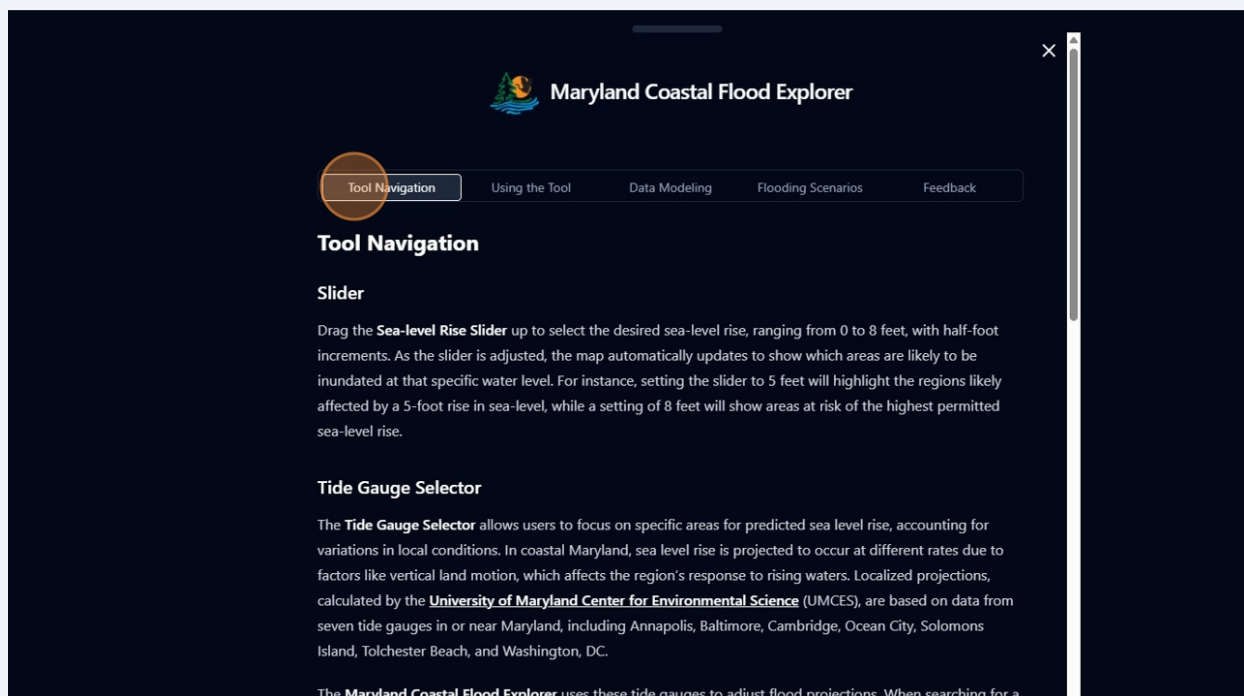 Maryland Coastal Flood Explorer
Tool Navigation
Using the Tool
Data Modeling
Flooding Scenarios
Feedback
Tool Navigation
Slider
Drag the Sea-level Rise Slider up to select the desired sea-level rise, ranging from 0 to 8 feet, with half-foot
increments. As the slider is adjusted, the map automatically updates to show which areas are likely to be
inundated at that specific water level. For instance, setting the slider to 5 feet will highlight the regions likely
affected by a 5-foot rise in sea-level, while a setting of 8 feet will show areas at risk of the highest permitted
sea-level rise.
Tide Gauge Selector
The Tide Gauge Selector allows users to focus on specific areas for predicted sea level rise, accounting for
variations in local conditions. In coastal Maryland, sea level rise is projected to occur at different rates due to
factors like vertical land motion, which affects the region's response to rising waters. Localized projections,
calculated by the University of Maryland Center for Environmental Science (UMCES), are based on data from
seven tide gauges in or near Maryland, including Annapolis, Baltimore, Cambridge, Ocean City, Solomons
Island, Tolchester Beach, and Washington, DC.
The Maryland Coastal Flood Explorer uses these tide gauges to adjust flood projections. When searching for a